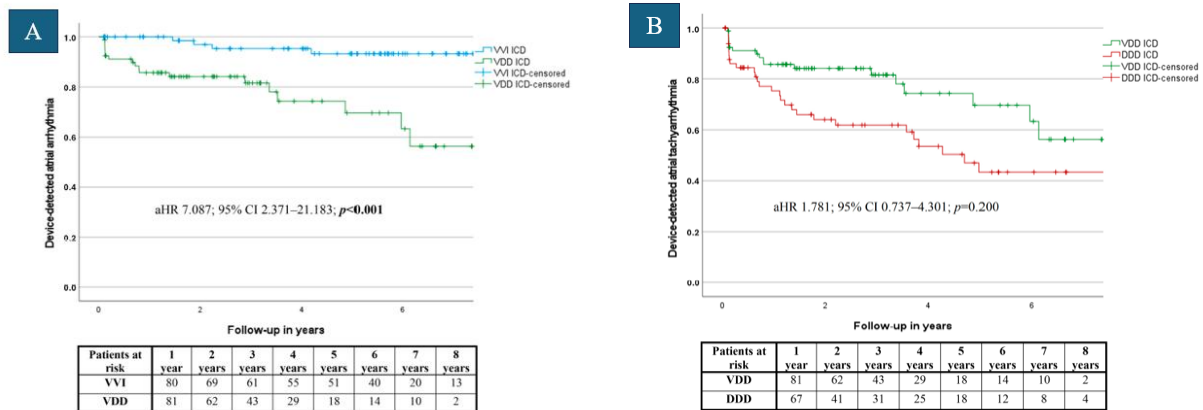 A
1.0
0.8
0.6
0.4
0.2
0.0
Device-detected atrial arrhythmia
VVI ICD
VDD ICD
VVI ICD-censored
VDD ICD-censored
aHR 7.087; 95% CI 2.371–21.183; p<0.001
0 2 4 6
Follow-up in years
Patients at risk 1 year 2 years 3 years 4 years 5 years 6 years 7 years 8 years
VVI 80 69 61 55 51 40 20 13
VDD 81 62 43 29 18 14 10 2
B
1.0
0.8
0.6
0.4
0.2
0.0
Device-detected atrial tachyarrhythmia
VDD ICD
DDD ICD
VDD ICD-censored
DDD ICD-censored
aHR 1.781; 95% CI 0.737–4.301; p=0.200
0 2 4 6
Follow-up in years
Patients at risk 1 year 2 years 3 years 4 years 5 years 6 years 7 years 8 years
VDD 81 62 43 29 18 14 10 2
DDD 67 41 31 25 18 12 8 4